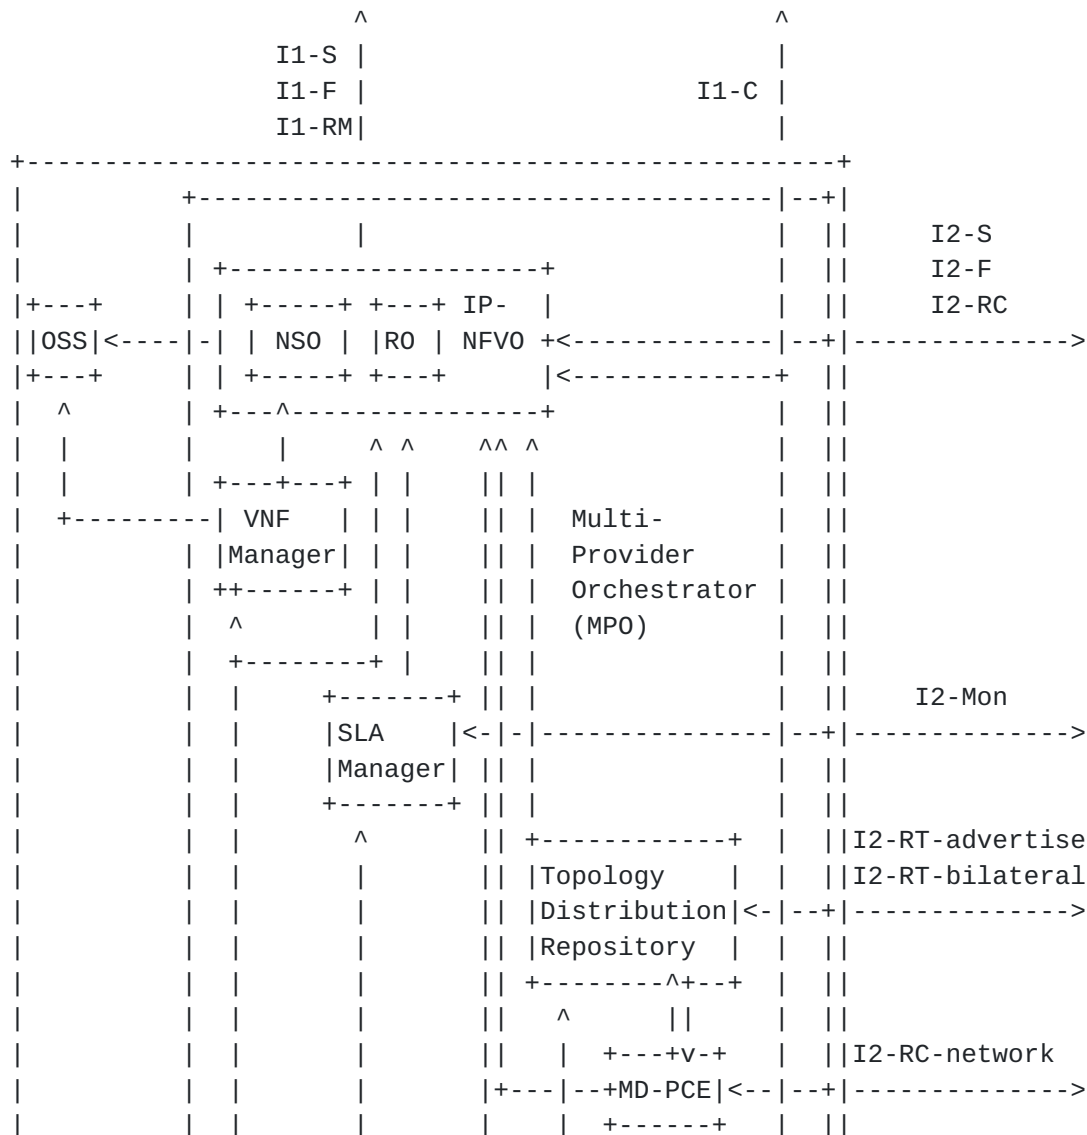 I1-S
I1-F I1-C
I1-RM
I2-S
I2-F
IP- I2-RC
OSS NSO RO NFVO
VNF Multi-
Manager Provider
Orchestrator
(MPO)
I2-Mon
SLA
Manager
I2-RT-advertise
Topology I2-RT-bilateral
Distribution
Repository
I2-RC-network
MD-PCE